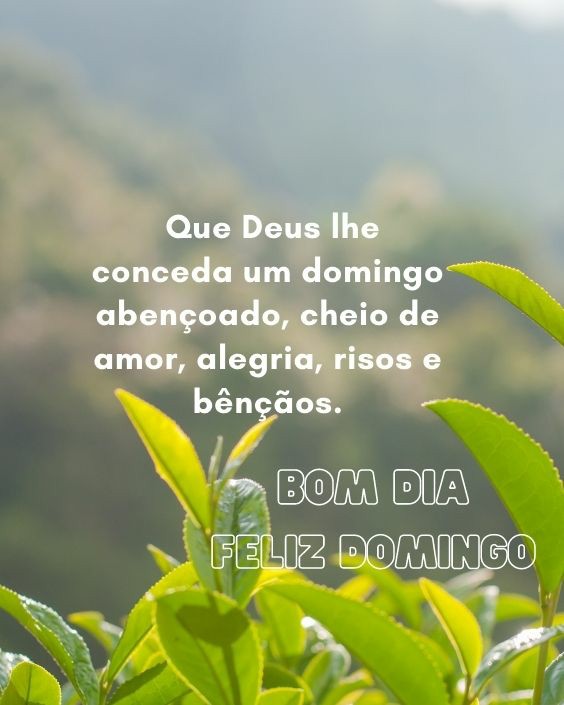 Que Deus lhe
conceda um domingo
abençoado, cheio de
amor, alegria, risos e
bênçãos.
BOM DIA
FELIZ DOMINGO